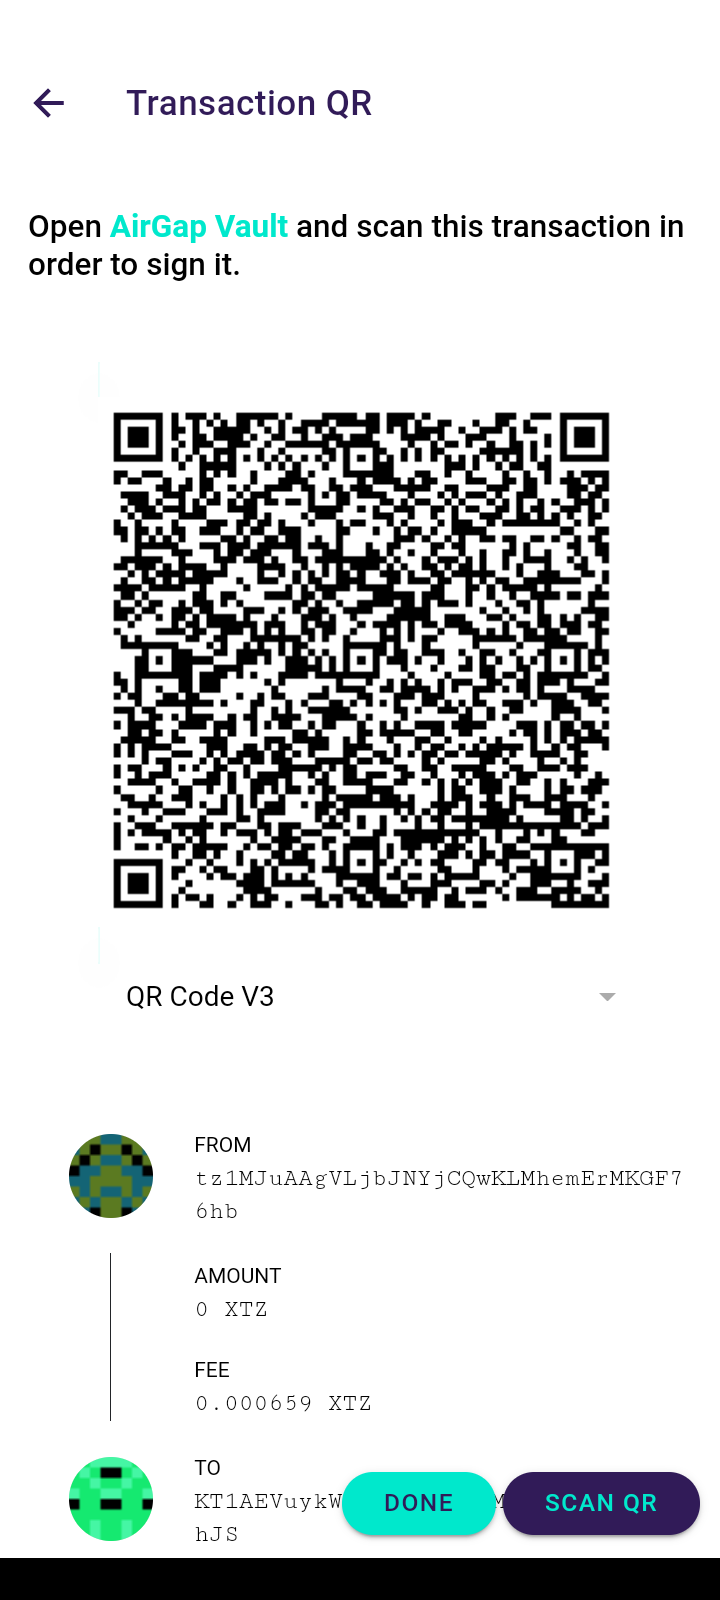 Transaction QR
Open AirGap Vault and scan this transaction in
order to sign it.
QR Code V3
FROM
tz1MJuAAgVLjbJNYjCQwKLMhemErMKGF7
6hb
AMOUNT
0 XTZ
FEE
0.000659 XTZ
TO
KT1AEVuykW
hJS
DONE
SCAN QR